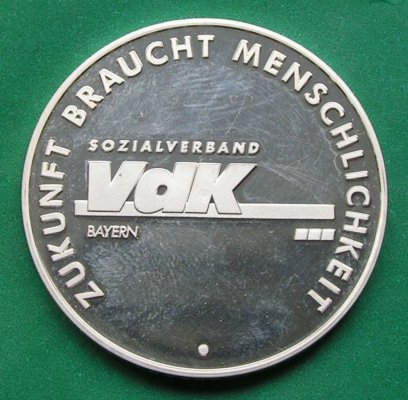 ZUKUNFT BRAUCHT MENSCHLICHKEIT
SOZIALVERBAND
VdK
BAYERN